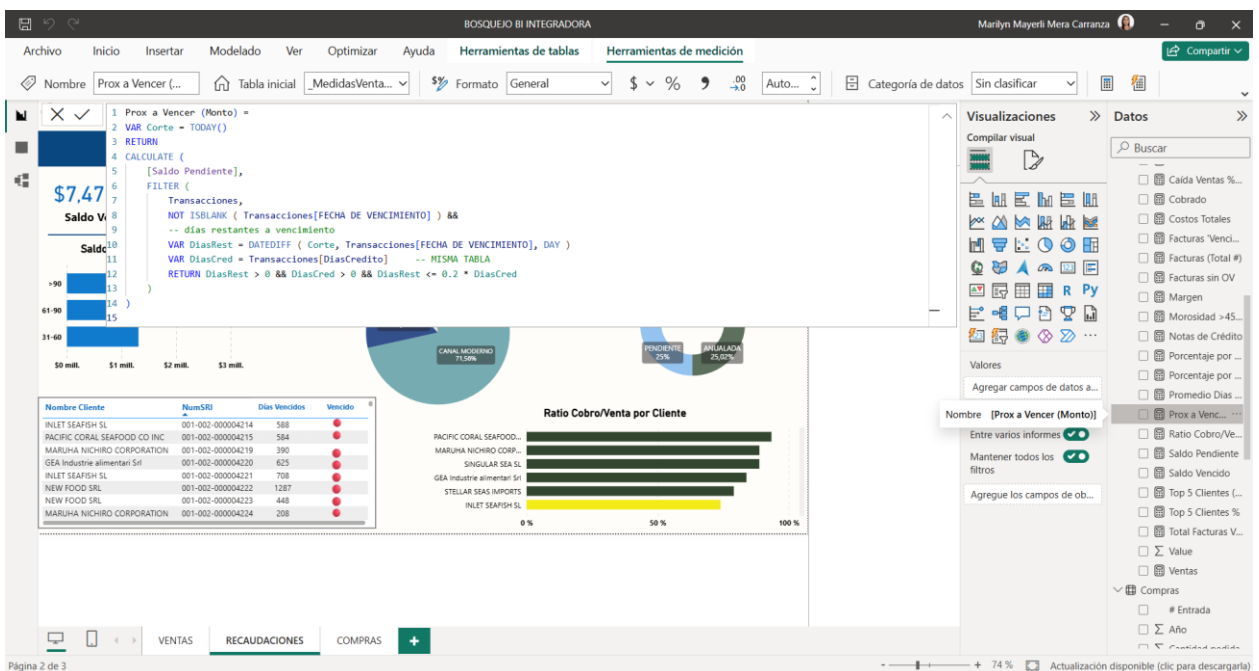 BOSQUEJO BI INTEGRADORA
Marilyn Mayerli Mera Carranza
Archivo Inicio Insertar Modelado Ver Optimizar Ayuda Herramientas de tablas Herramientas de medición
Compartir
Nombre Prox a Vencer (... Tabla inicial _MedidasVenta... Formato General $ % Auto... Categoría de datos Sin clasificar
1 Prox a Vencer (Monto) =
2 VAR Corte = TODAY()
3 RETURN
4 CALCULATE (
5 [Saldo Pendiente],
6 FILTER (
7 Transacciones,
8 NOT ISBLANK ( Transacciones[FECHA DE VENCIMIENTO] ) &&
9 -- días restantes a vencimiento
10 VAR DiasRest = DATEDIFF ( Corte, Transacciones[FECHA DE VENCIMIENTO], DAY )
11 VAR DiasCred = Transacciones[DiasCredito] -- MISMA TABLA
12 RETURN DiasRest > 0 && DiasCred > 0 && DiasRest <= 0.2 * DiasCred
13 )
14 )
15
$7,47
Saldo V
Saldo
>90
61-90
31-60
$0 mill. $1 mill. $2 mill. $3 mill.
CANAL MODERNO
71,56%
PENDIENTE
25%
ANUALADA
25,02%
Nombre Cliente NumSRI Días Vencidos Vencido
INLET SEAFISH SL 001-002-000004214 588
PACIFIC CORAL SEAFOOD CO INC 001-002-000004215 584
MARUHA NICHIRO CORPORATION 001-002-000004219 390
GEA Industrie alimentari Srl 001-002-000004220 625
INLET SEAFISH SL 001-002-000004221 708
NEW FOOD SRL 001-002-000004222 1287
NEW FOOD SRL 001-002-000004223 448
MARUHA NICHIRO CORPORATION 001-002-000004224 208
Ratio Cobro/Venta por Cliente
PACIFIC CORAL SEAFOOD...
MARUHA NICHIRO CORP...
SINGULAR SEA SL
GEA Industrie alimentari Srl
STELLAR SEAS IMPORTS
INLET SEAFISH SL
0 % 50 % 100 %
Visualizaciones
Compilar visual
R Py
Valores
Agregar campos de datos a...
Nombre [Prox a Vencer (Monto)]
Entre varios informes
Mantener todos los
filtros
Agregue los campos de ob...
Datos
Buscar
Caída Ventas %...
Cobrado
Costos Totales
Facturas 'Venci...
Facturas (Total #)
Facturas sin OV
Margen
Morosidad >45...
Notas de Crédito
Porcentaje por ...
Porcentaje por ...
Promedio Dias ...
Prox a Venc... ...
Ratio Cobro/Ve...
Saldo Pendiente
Saldo Vencido
Top 5 Clientes (...
Top 5 Clientes %
Total Facturas V...
Value
Ventas
Compras
# Entrada
Año
Cantidad pedida
VENTAS RECAUDACIONES COMPRAS
Página 2 de 3
74 %
Actualización disponible (clic para descargarla)